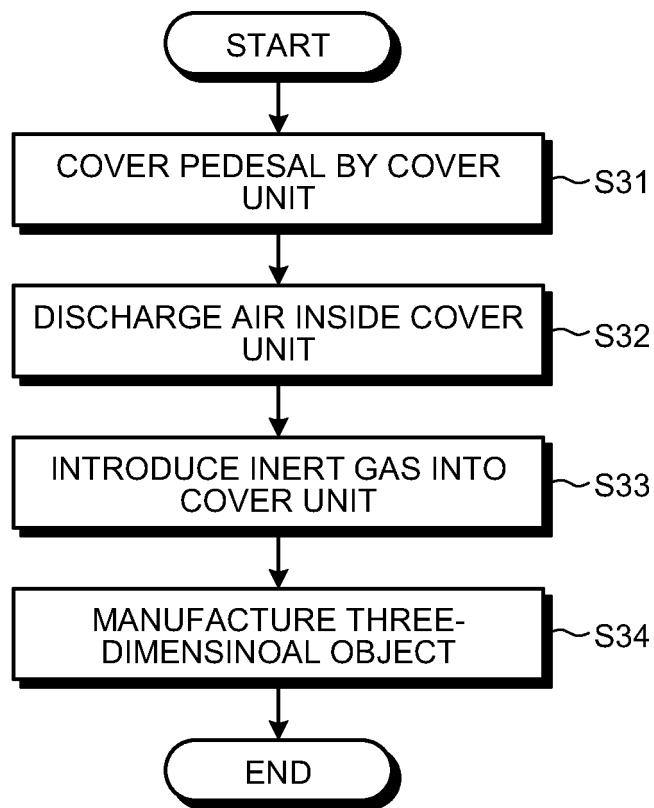 START
COVER PEDESAL BY COVER
UNIT
S31
DISCHARGE AIR INSIDE COVER
UNIT
S32
INTRODUCE INERT GAS INTO
COVER UNIT
S33
MANUFACTURE THREE-
DIMENSINOAL OBJECT
S34
END